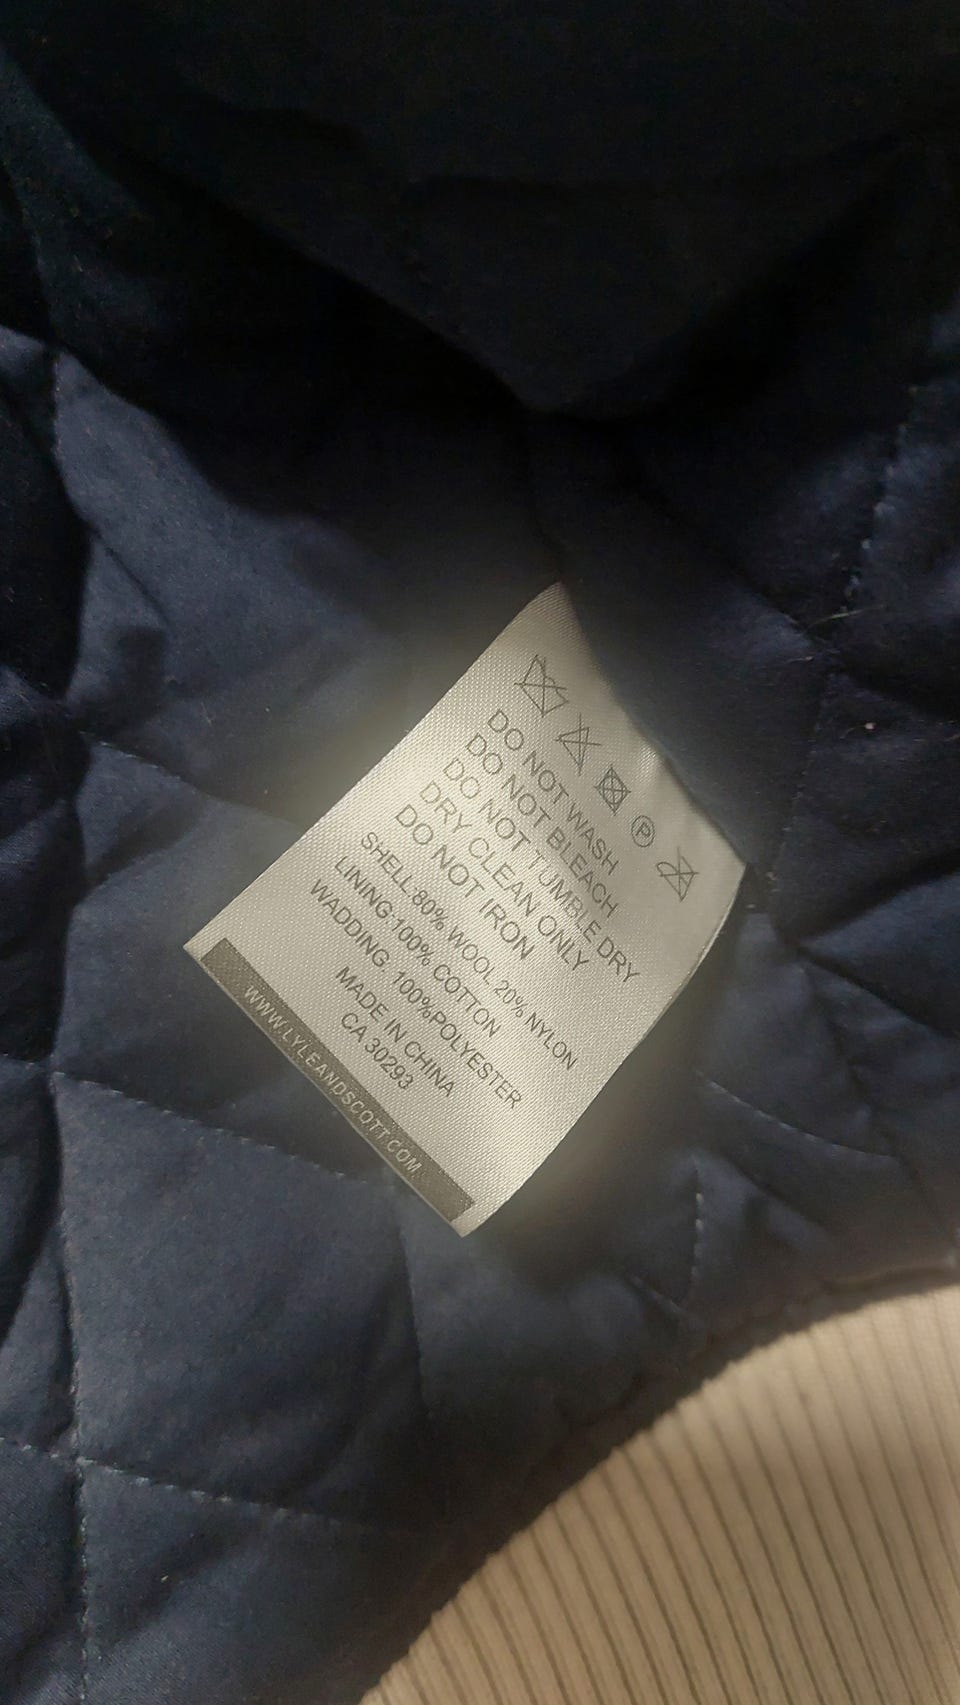 P
DO NOT WASH
DO NOT BLEACH
DO NOT TUMBLE DRY
DRY CLEAN ONLY
DO NOT IRON
SHELL:80% WOOL 20% NYLON
LINING:100% COTTON
WADDING. 100%POLYESTER
MADE IN CHINA
CA 30293
WWW.LYLEANDSCOTT.COM